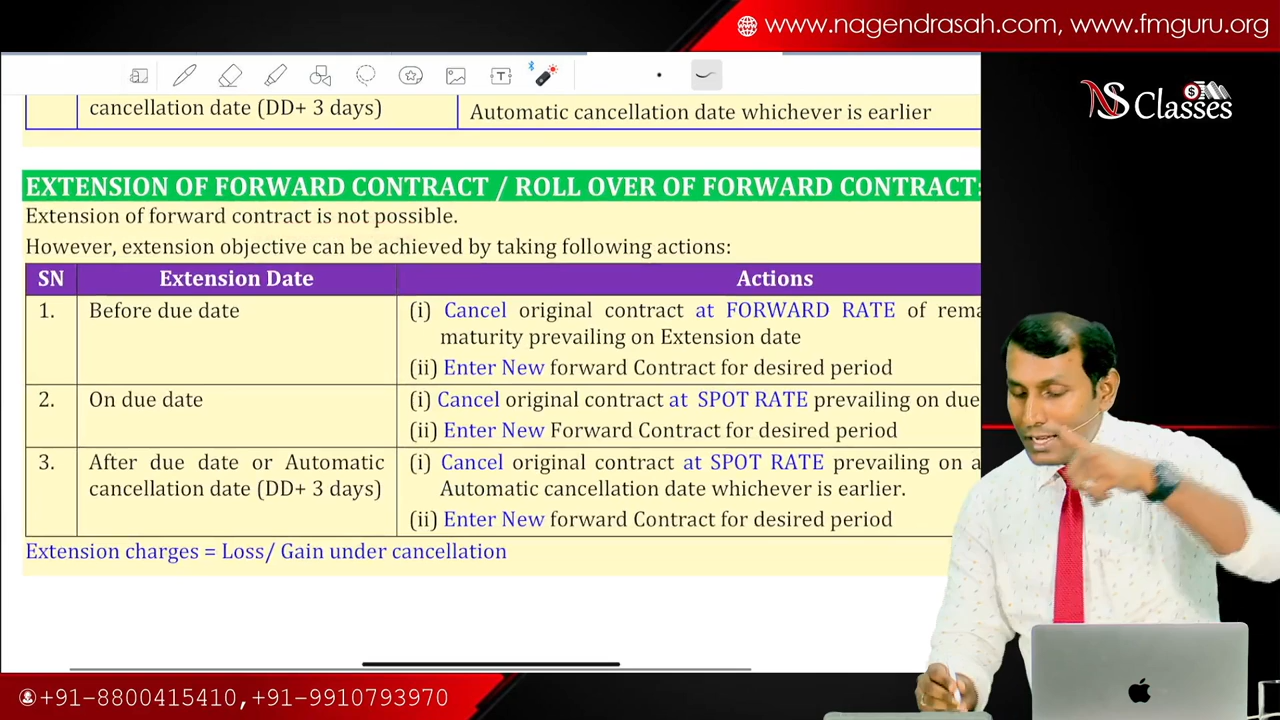 www.nagendrasah.com, www.fmguru.org
NS Classes
cancellation date (DD+ 3 days)
Automatic cancellation date whichever is earlier
EXTENSION OF FORWARD CONTRACT / ROLL OVER OF FORWARD CONTRACT:
Extension of forward contract is not possible.
However, extension objective can be achieved by taking following actions:
SN Extension Date Actions
1. Before due date (i) Cancel original contract at FORWARD RATE of
maturity prevailing on Extension date
(ii) Enter New forward Contract for desired period
2. On due date (i) Cancel original contract at SPOT RATE prevailing on due
(ii) Enter New Forward Contract for desired period
3. After due date or Automatic (i) Cancel original contract at SPOT RATE prevailing on
cancellation date (DD+ 3 days) Automatic cancellation date whichever is earlier.
(ii) Enter New forward Contract for desired period
Extension charges = Loss/ Gain under cancellation
+91-8800415410,+91-9910793970